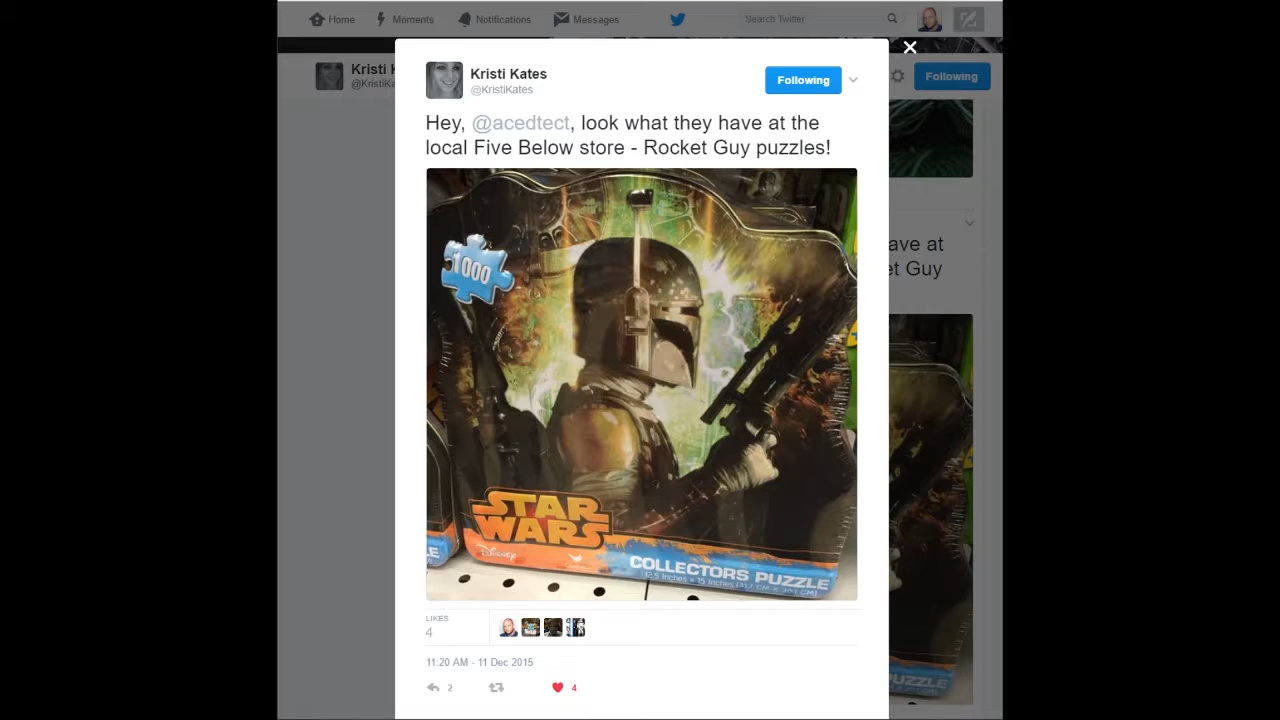 Home
Moments
Notifications
Messages
Search Twitter
Kristi K
@KristiKa
Following
Kristi Kates
@KristiKates
Following
Hey, @acedtect, look what they have at the
local Five Below store - Rocket Guy puzzles!
ave at
et Guy
1000
STAR
WARS
Disney
COLLECTORS PUZZLE
LE
UZZLE
LIKES
4
11:20 AM - 11 Dec 2015
2
4